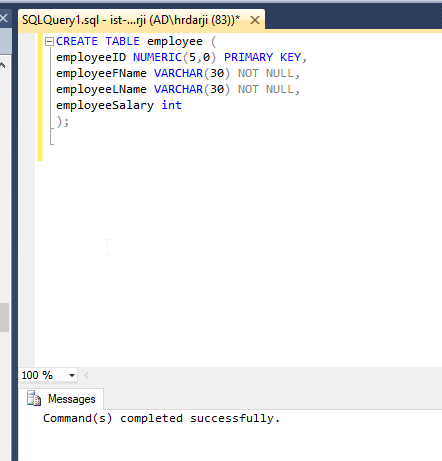 SQLQuery1.sql - ist-...rji (AD\hrdarji (83))*
CREATE TABLE employee (
employeeID NUMERIC(5,0) PRIMARY KEY,
employeeFName VARCHAR(30) NOT NULL,
employeeLName VARCHAR(30) NOT NULL,
employeeSalary int
);
100 %
Messages
Command(s) completed successfully.